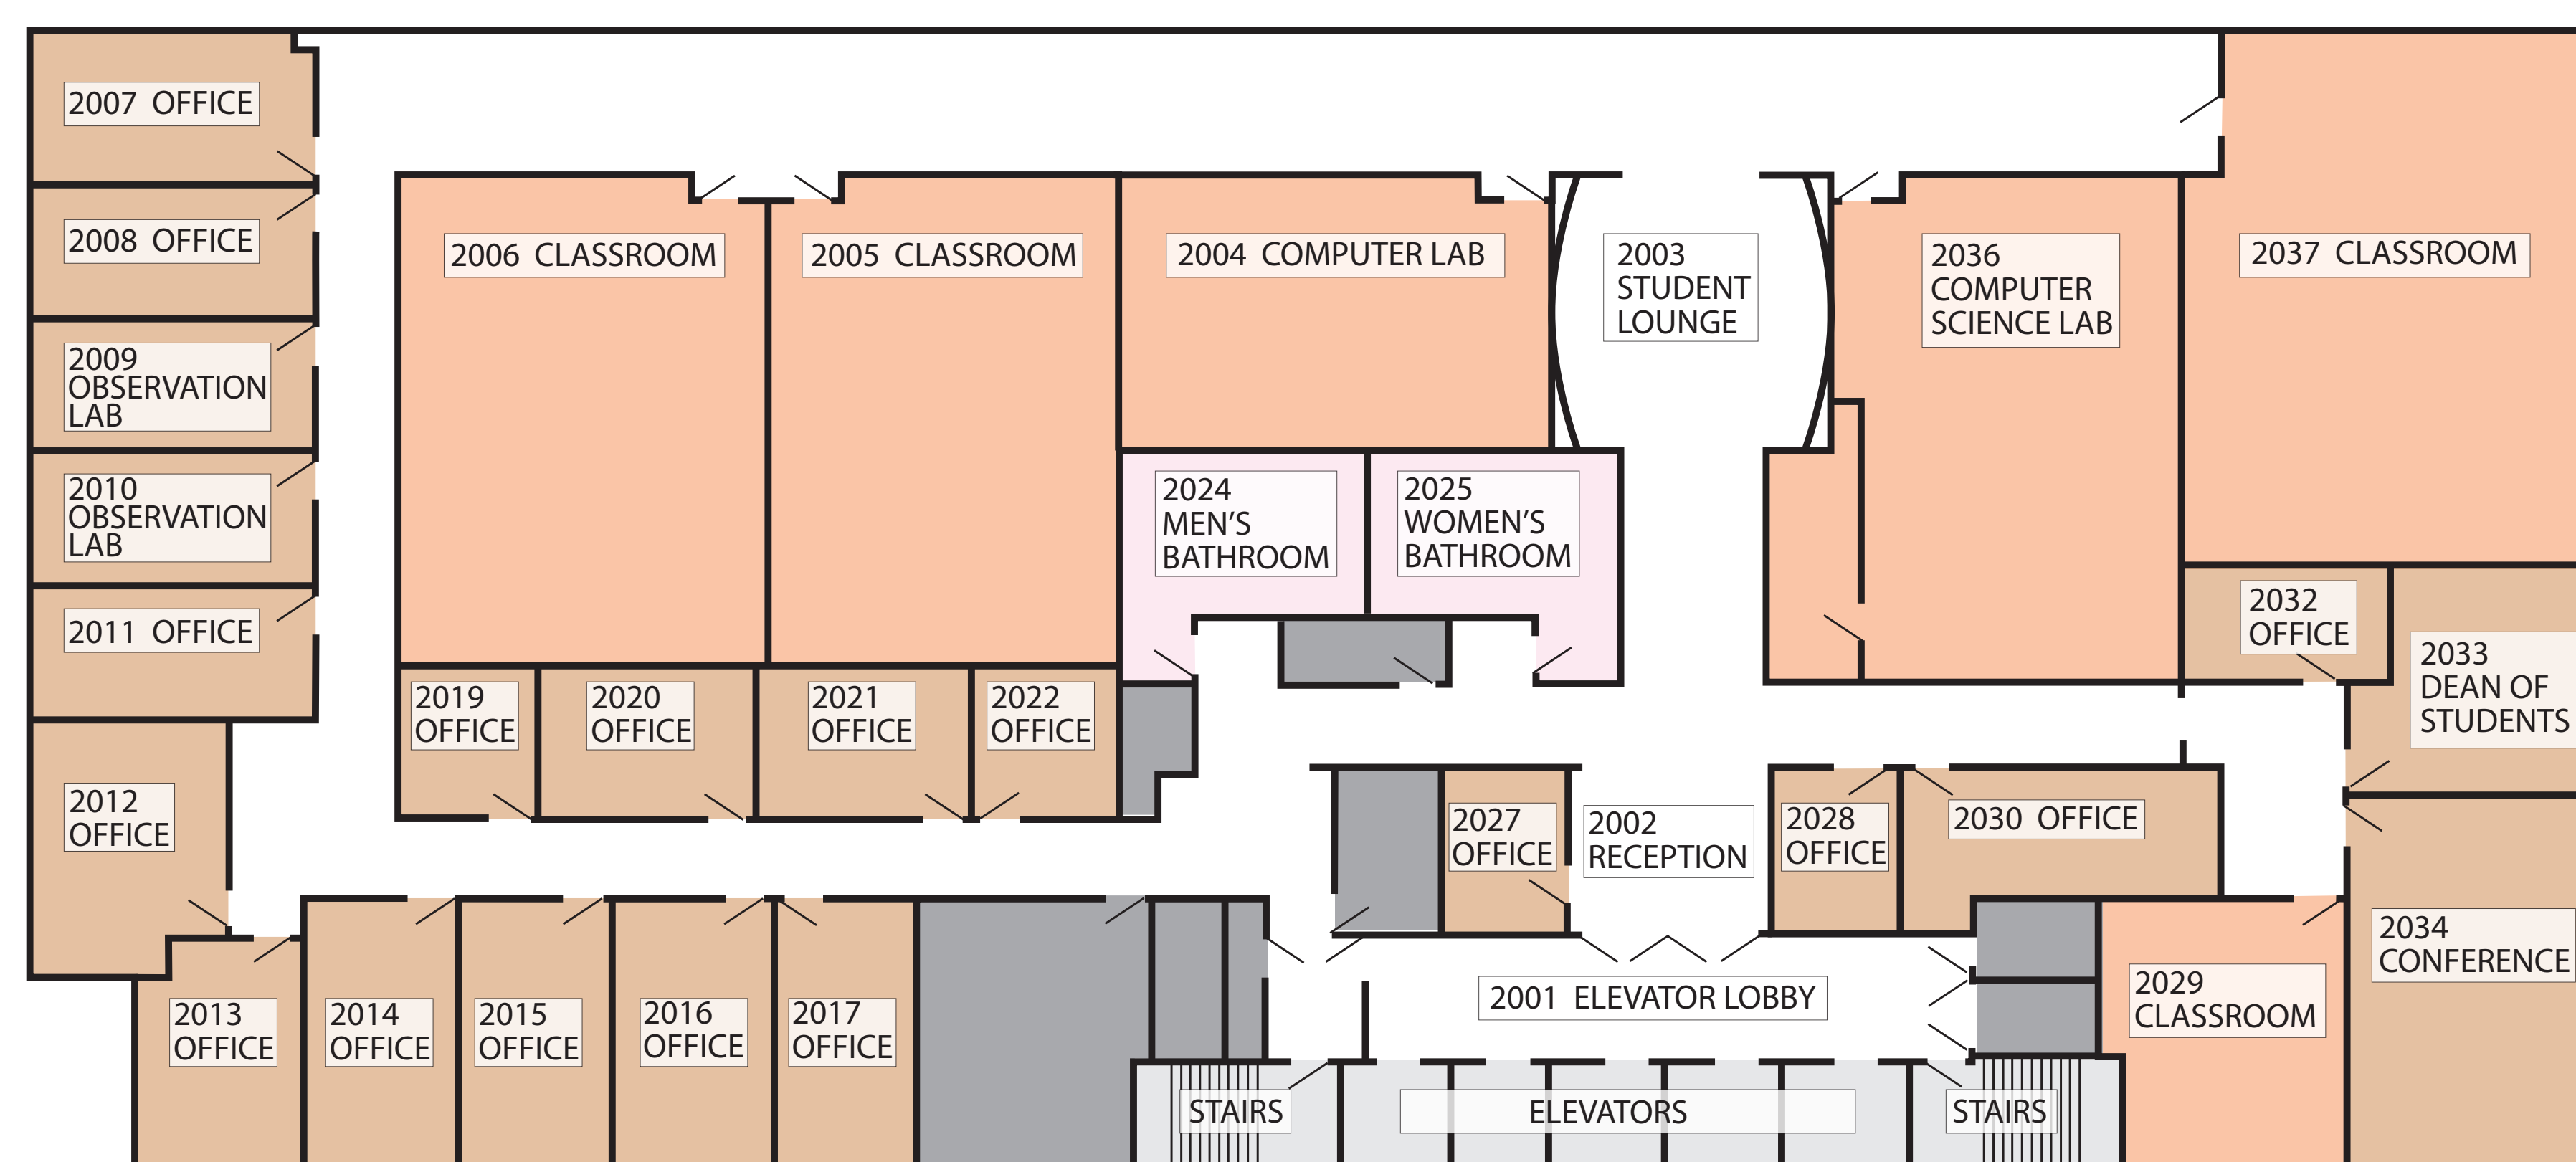 2007 OFFICE
2008 OFFICE
2009
OBSERVATION
LAB
2010
OBSERVATION
LAB
2011 OFFICE
2012
OFFICE
2006 CLASSROOM
2005 CLASSROOM
2004 COMPUTER LAB
2003
STUDENT
LOUNGE
2036
COMPUTER
SCIENCE LAB
2037 CLASSROOM
2024
MEN'S
BATHROOM
2025
WOMEN'S
BATHROOM
2032
OFFICE
2033
DEAN OF
STUDENTS
2019
OFFICE
2020
OFFICE
2021
OFFICE
2022
OFFICE
2027
OFFICE
2002
RECEPTION
2028
OFFICE
2030 OFFICE
2034
CONFERENCE
2013
OFFICE
2014
OFFICE
2015
OFFICE
2016
OFFICE
2017
OFFICE
2001 ELEVATOR LOBBY
2029
CLASSROOM
STAIRS
ELEVATORS
STAIRS